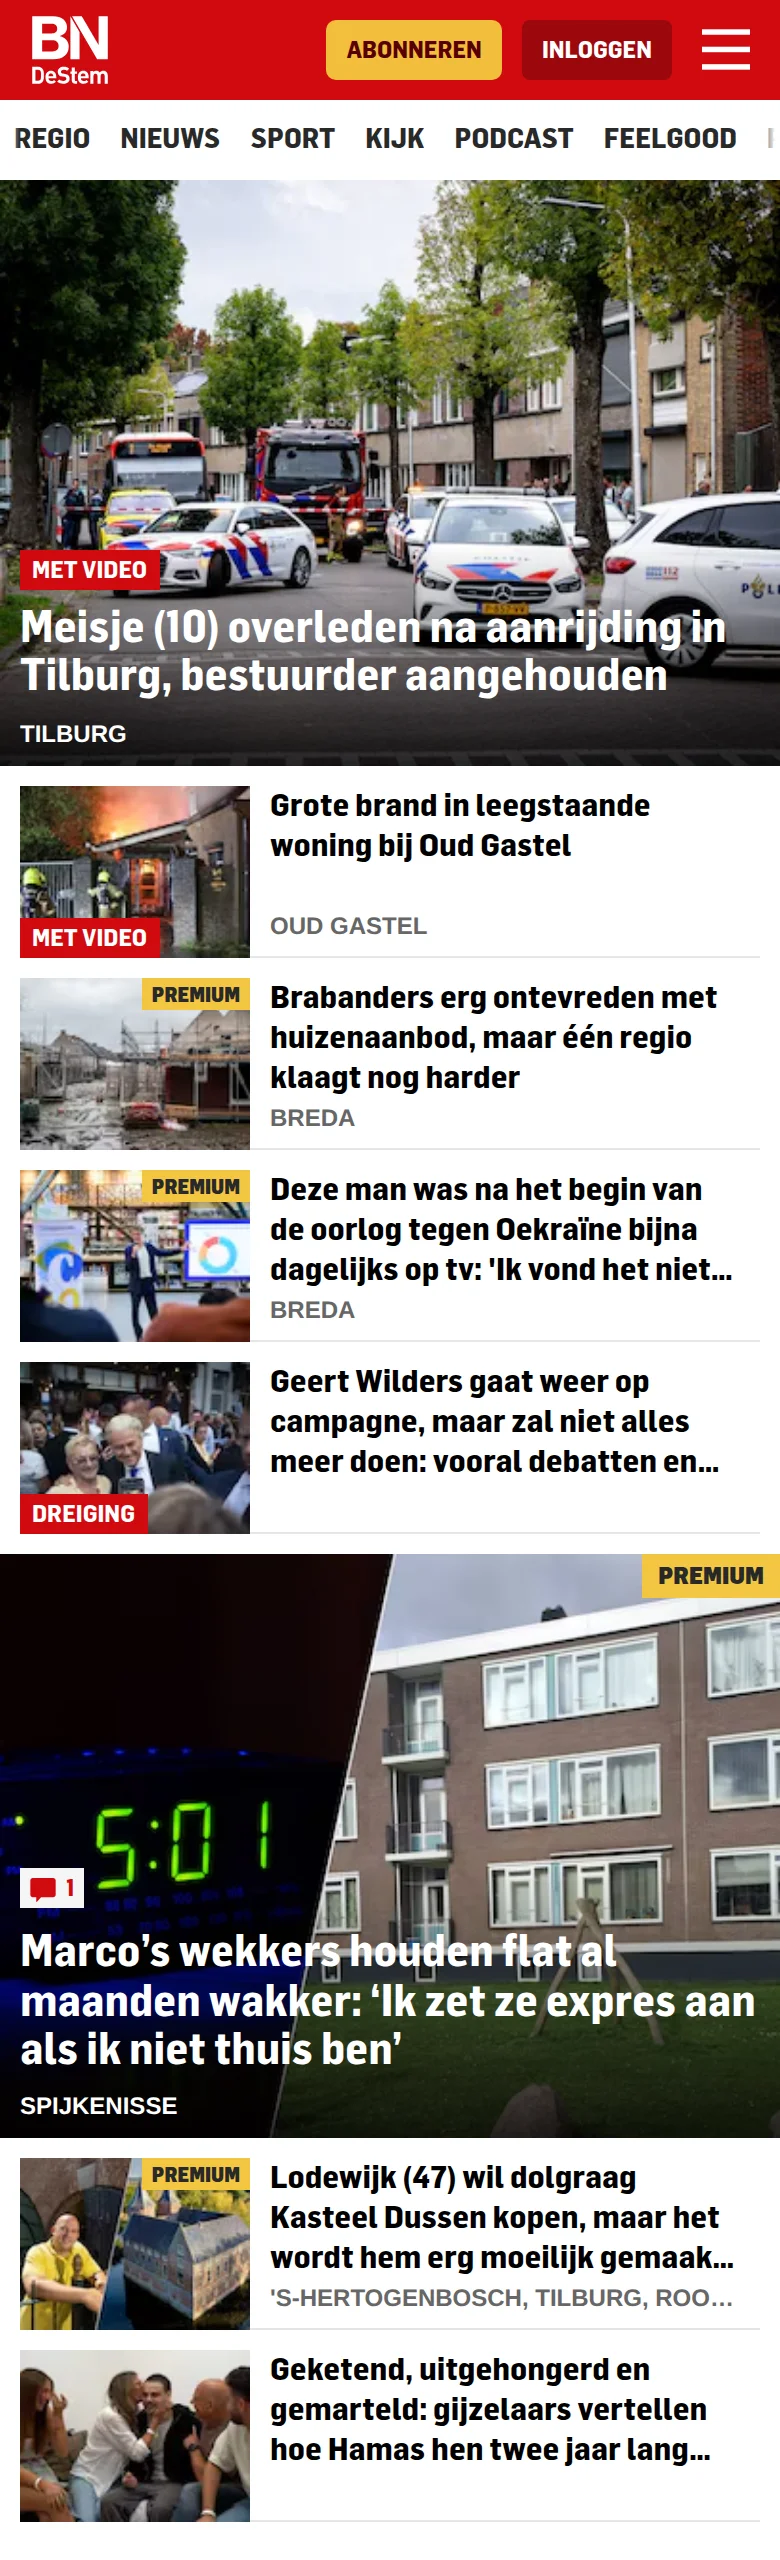 BN
DeStem
ABONNEREN
INLOGGEN
REGIO
NIEUWS
SPORT
KIJK
PODCAST
FEELGOOD
MET VIDEO
Meisje (10) overleden na aanrijding in
Tilburg, bestuurder aangehouden
TILBURG
MET VIDEO
Grote brand in leegstaande
woning bij Oud Gastel
OUD GASTEL
PREMIUM
Brabanders erg ontevreden met
huizenaanbod, maar één regio
klaagt nog harder
BREDA
PREMIUM
Deze man was na het begin van
de oorlog tegen Oekraïne bijna
dagelijks op tv: 'Ik vond het niet...
BREDA
DREIGING
Geert Wilders gaat weer op
campagne, maar zal niet alles
meer doen: vooral debatten en...
PREMIUM
5:01
1
Marco’s wekkers houden flat al
maanden wakker: ‘Ik zet ze expres aan
als ik niet thuis ben’
SPIJKENISSE
PREMIUM
Lodewijk (47) wil dolgraag
Kasteel Dussen kopen, maar het
wordt hem erg moeilijk gemaak...
'S-HERTOGENBOSCH, TILBURG, ROO...
Geketend, uitgehongerd en
gemarteld: gijzelaars vertellen
hoe Hamas hen twee jaar lang...